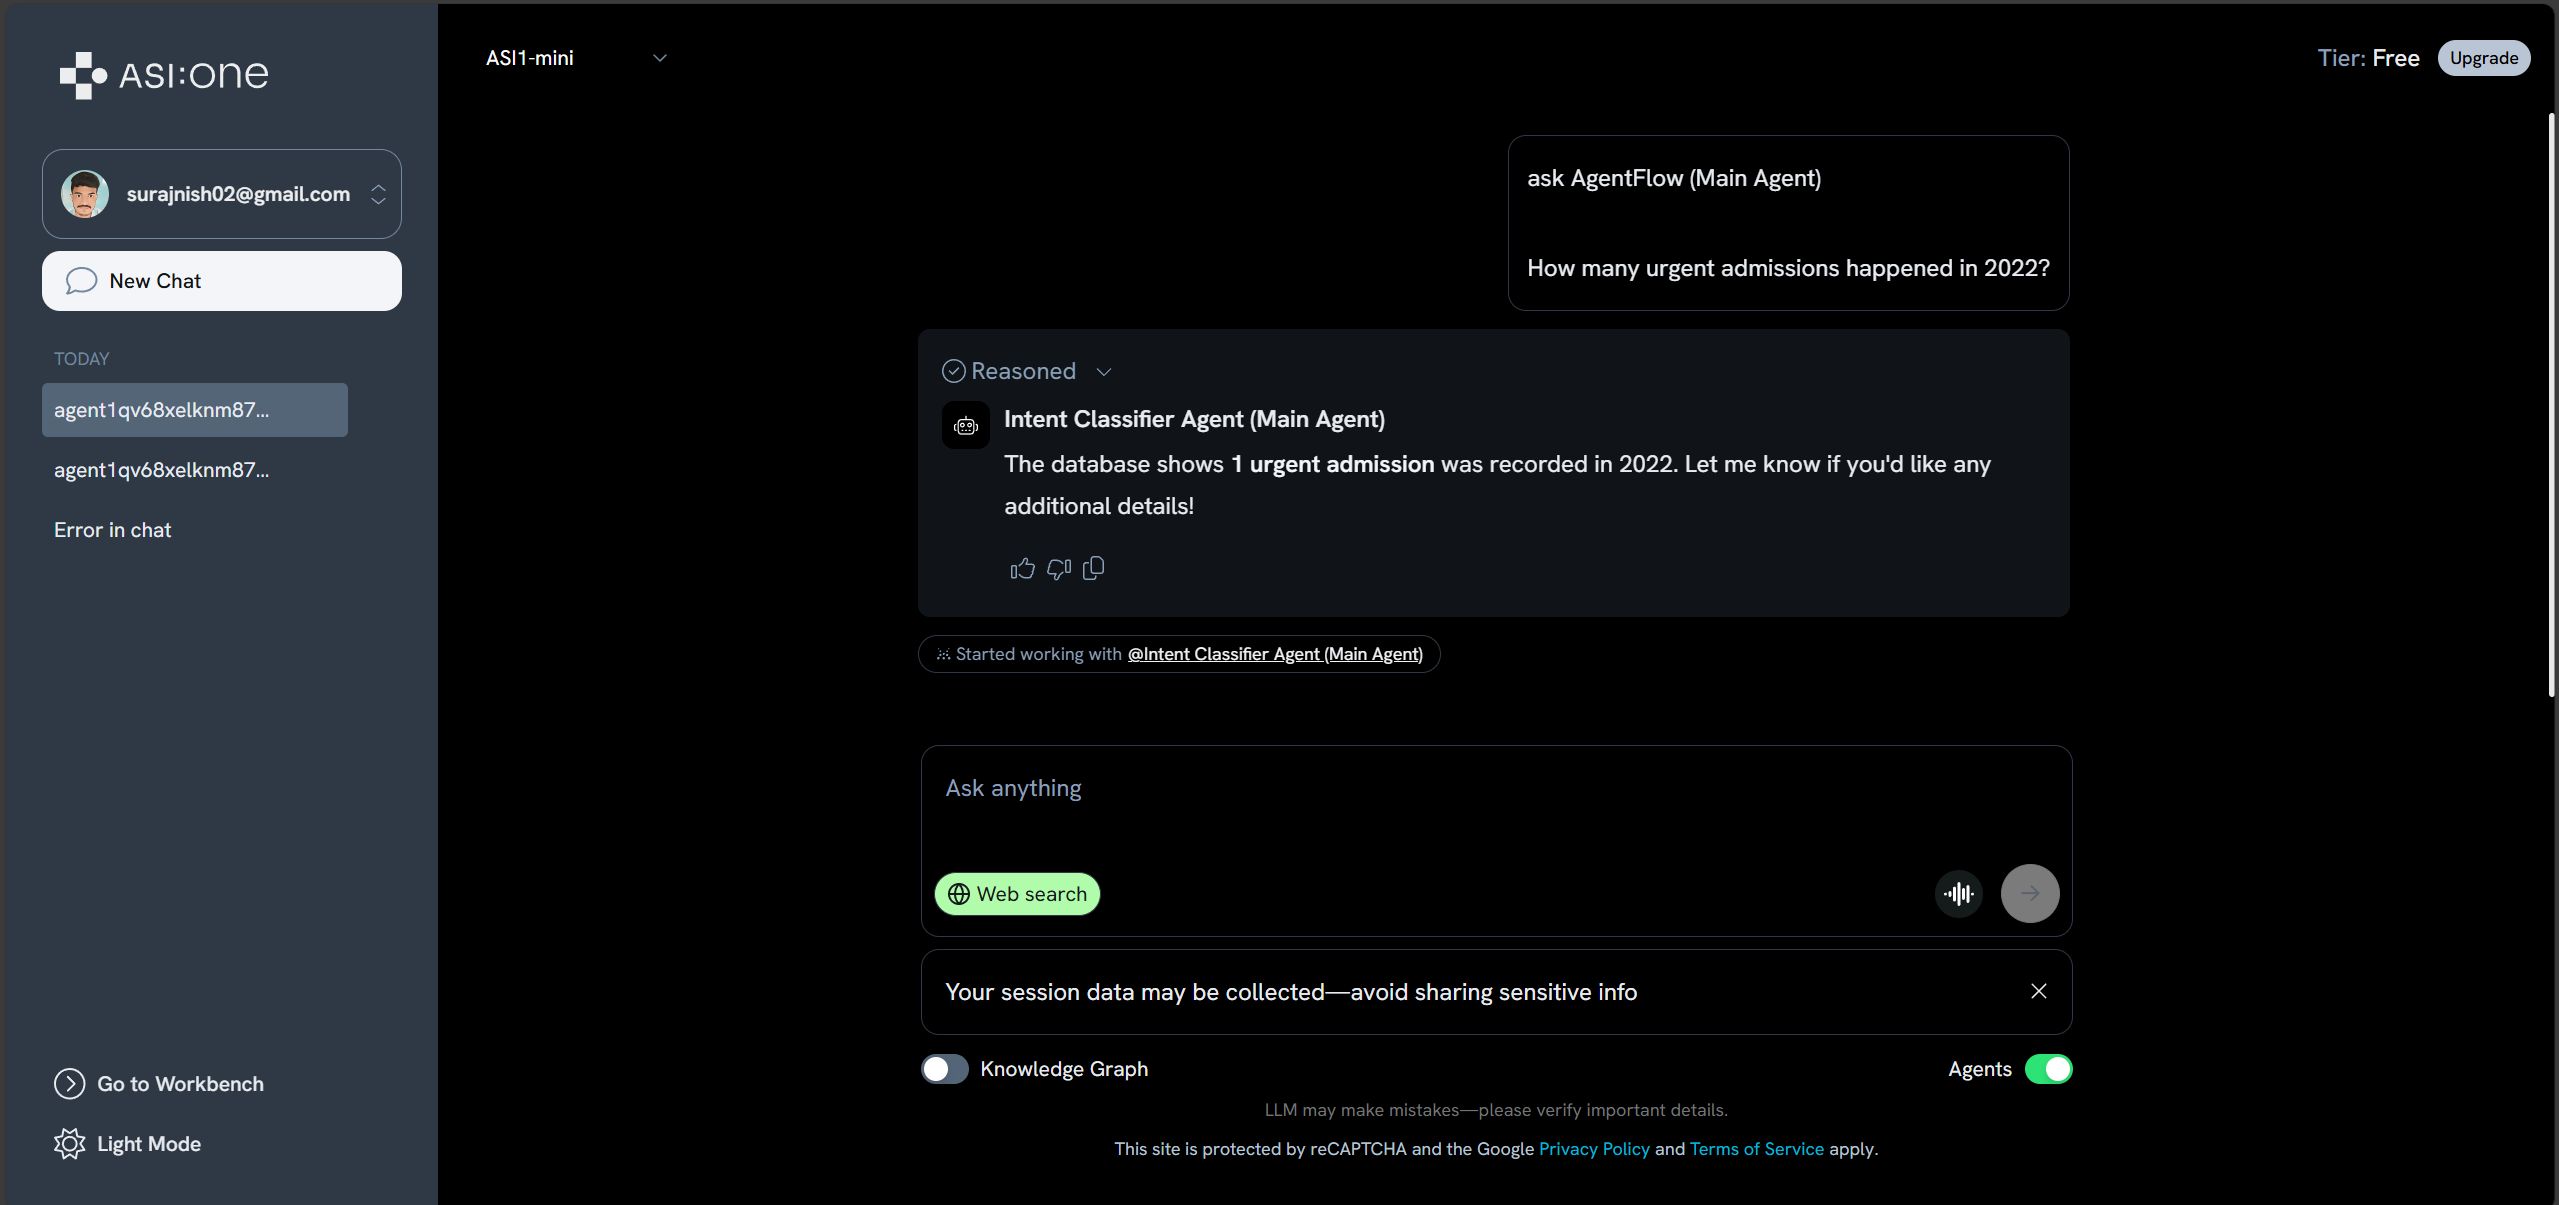 ASI:one
surajnish02@gmail.com
New Chat
TODAY
agent1qv68xelknm87...
agent1qv68xelknm87...
Error in chat
Go to Workbench
Light Mode
ASI1-mini
Tier: Free
Upgrade
ask AgentFlow (Main Agent)
How many urgent admissions happened in 2022?
Reasoned
Intent Classifier Agent (Main Agent)
The database shows 1 urgent admission was recorded in 2022. Let me know if you'd like any
additional details!
Started working with @Intent Classifier Agent (Main Agent)
Ask anything
Web search
Your session data may be collected—avoid sharing sensitive info
Knowledge Graph
Agents
LLM may make mistakes—please verify important details.
This site is protected by reCAPTCHA and the Google Privacy Policy and Terms of Service apply.